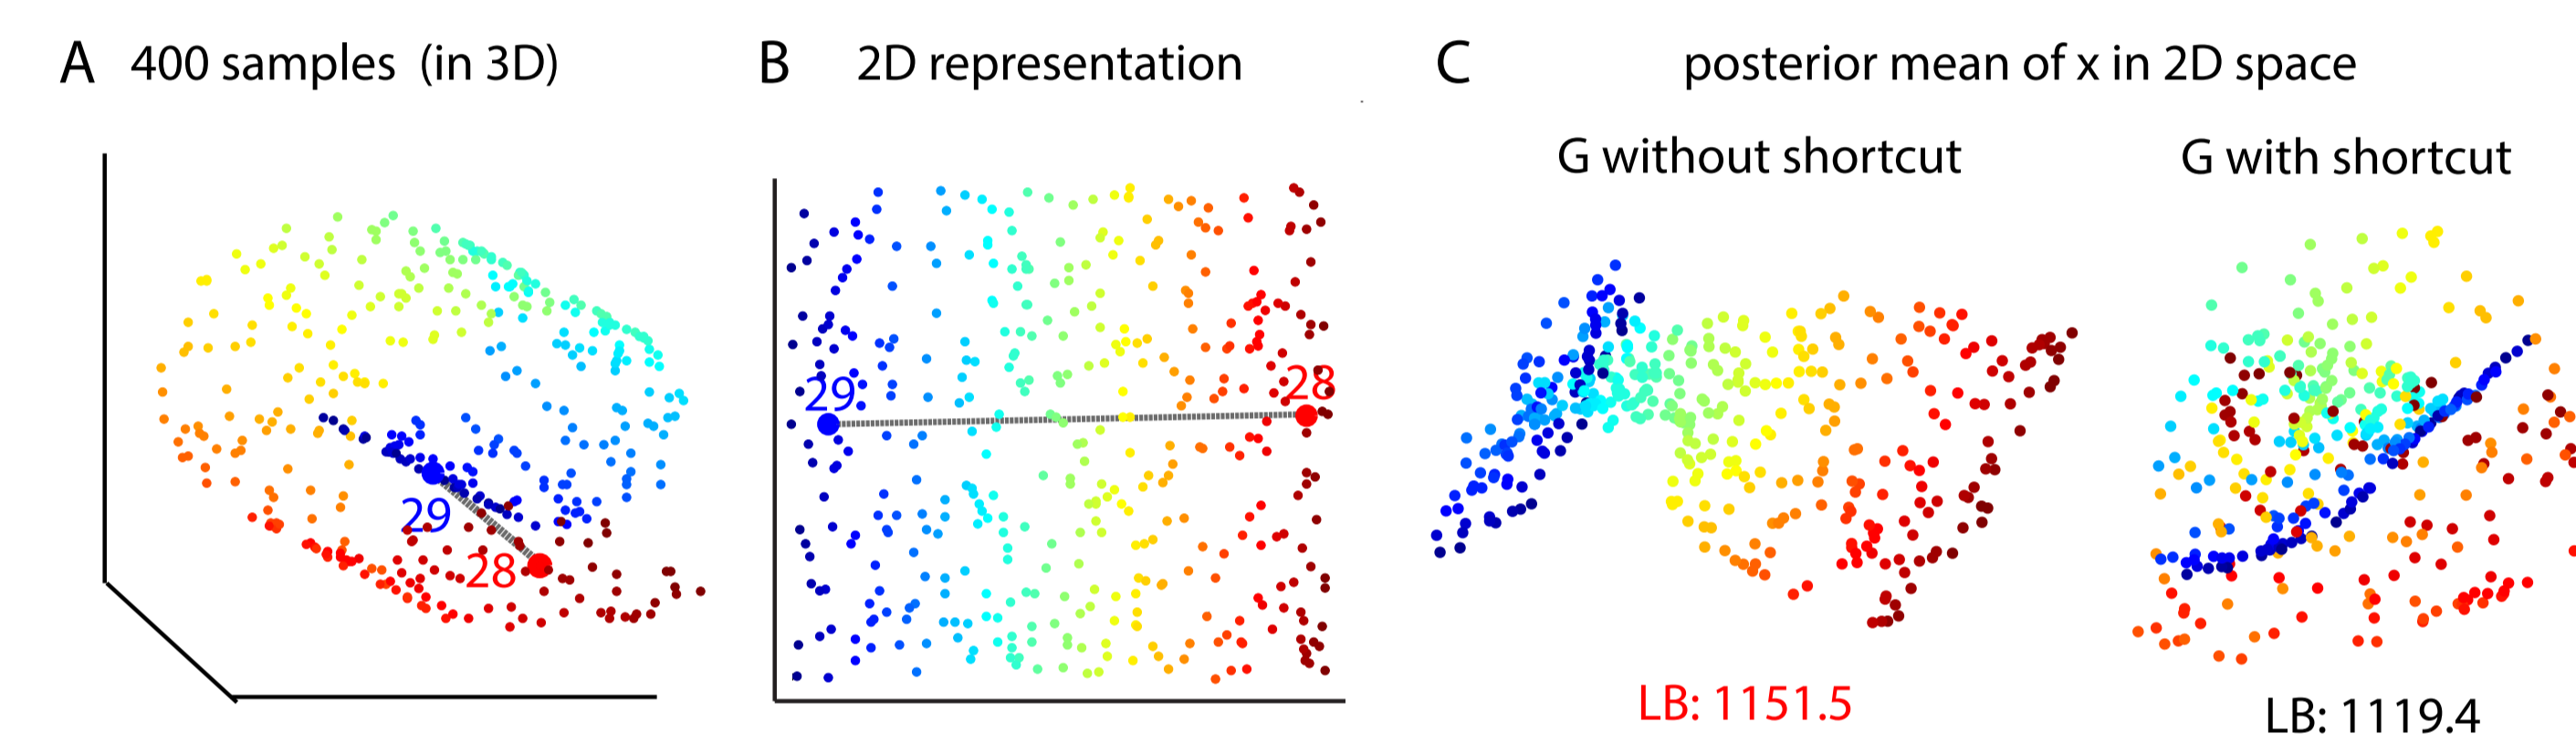 A 400 samples (in 3D)
29
28
B 2D representation
29
28
C posterior mean of x in 2D space
G without shortcut
LB: 1151.5
G with shortcut
LB: 1119.4